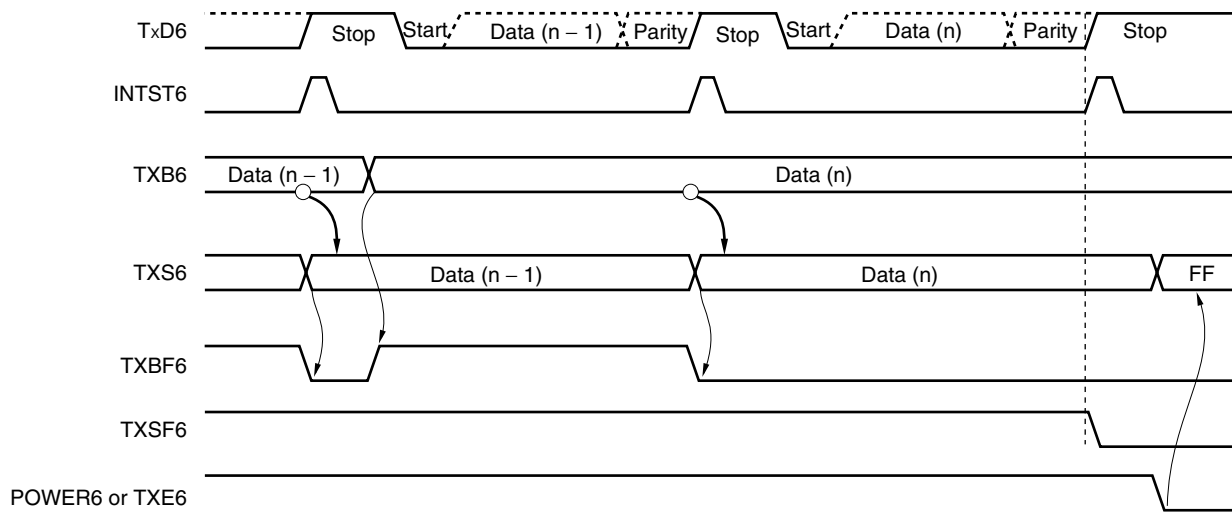 TxD6 Stop Start Data (n – 1) Parity Stop Start Data (n) Parity Stop
INTST6
TXB6 Data (n – 1) Data (n)
TXS6 Data (n – 1) Data (n) FF
TXBF6
TXSF6
POWER6 or TXE6